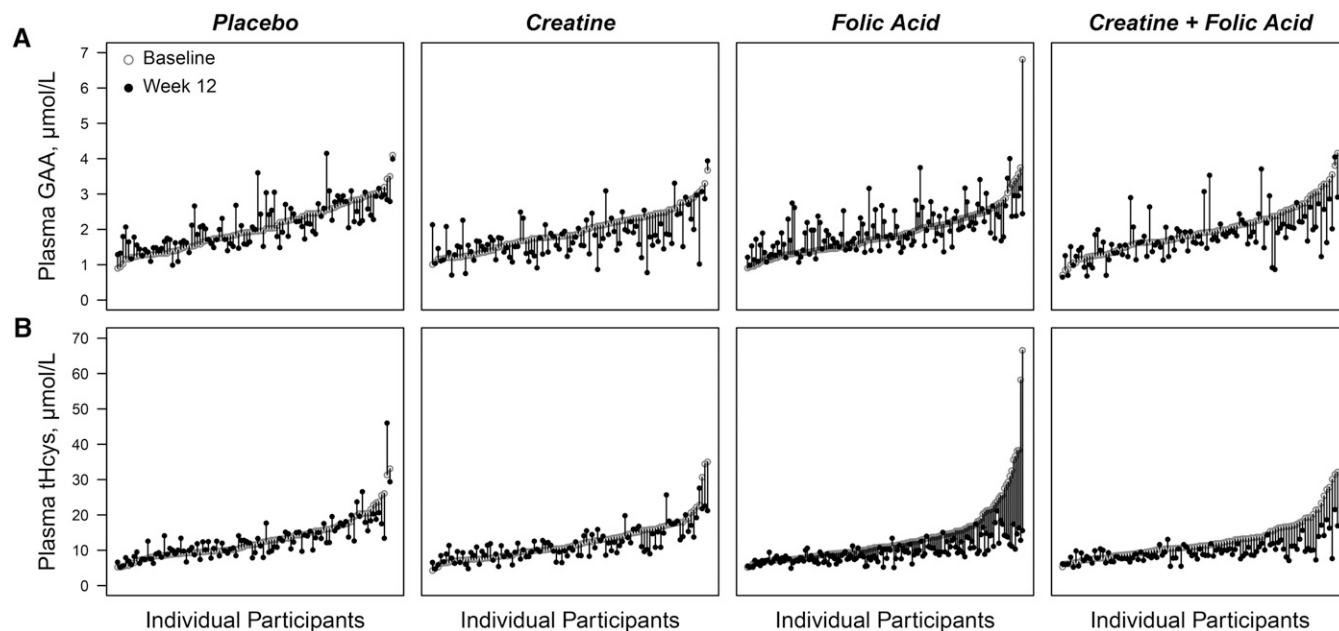 Placebo Creatine Folic Acid Creatine + Folic Acid
A
Plasma GAA, µmol/L
7
6
5
4
3
2
1
0
Baseline
Week 12
B
Plasma tHcys, µmol/L
70
60
50
40
30
20
10
0
Individual Participants Individual Participants Individual Participants Individual Participants